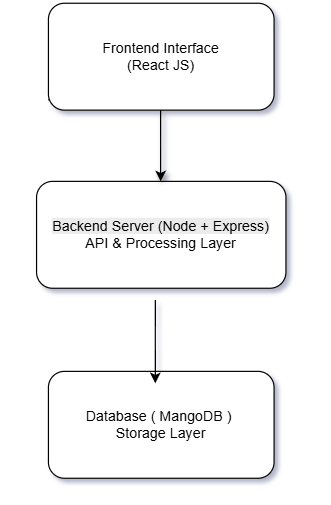 Frontend Interface
(React JS)
Backend Server (Node + Express)
API & Processing Layer
Database ( MangoDB )
Storage Layer